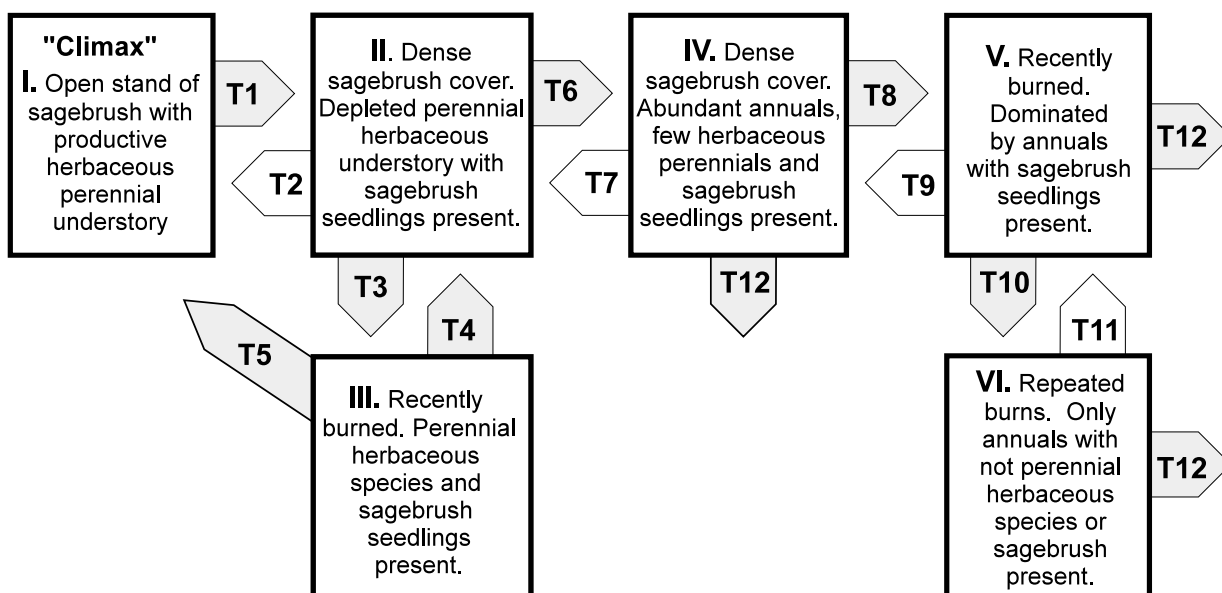 "Climax"
I. Open stand of
sagebrush with
productive
herbaceous
perennial
understory
T1
T2
II. Dense
sagebrush cover.
Depleted perennial
herbaceous
understory with
sagebrush
seedlings present.
T6
T7
T3
T4
IV. Dense
sagebrush cover.
Abundant annuals,
few herbaceous
perennials and
sagebrush
seedlings present.
T8
T9
T12
V. Recently
burned.
Dominated
by annuals
with sagebrush
seedlings
present.
T12
T10
T11
T5
III. Recently
burned. Perennial
herbaceous
species and
sagebrush
seedlings
present.
VI. Repeated
burns. Only
annuals with
not perennial
herbaceous
species or
sagebrush
present.
T12